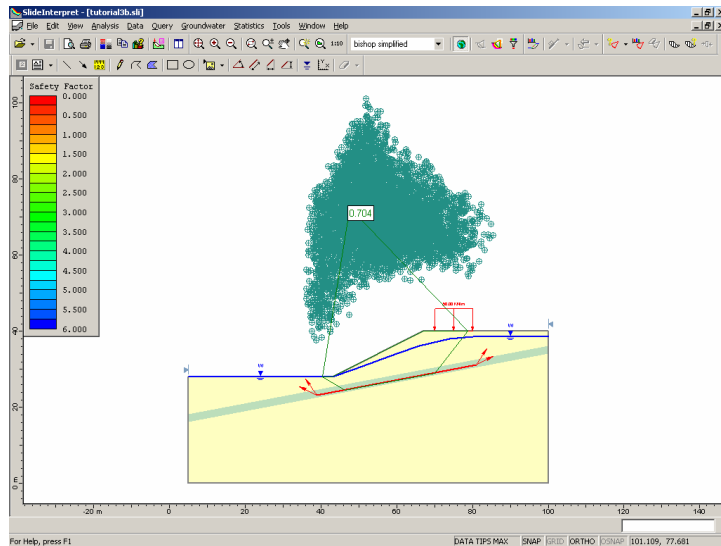 SlideInterpret - [tutorial3b.sli]
File Edit View Analysis Data Query Groundwater Statistics Tools Window Help
1:10 bishop simplified
Safety Factor
0.000
0.500
1.000
1.500
2.000
2.500
3.000
3.500
4.000
4.500
5.000
5.500
6.000
100
80
60
40
20
0 m
0.704
-20 m 0 20 40 60 80 100 120 140
For Help, press F1
DATA TIPS MAX SNAP GRID ORTHO OSNAP 101.109, 77.681